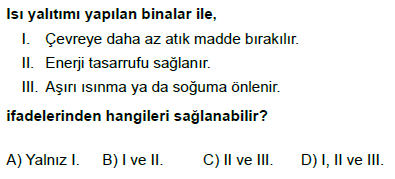 Isı yalıtımı yapılan binalar ile,
I. Çevreye daha az atık madde bırakılır.
II. Enerji tasarrufu sağlanır.
III. Aşırı ısınma ya da soğuma önlenir.
ifadelerinden hangileri sağlanabilir?
A) Yalnız I. B) I ve II. C) II ve III. D) I, II ve III.